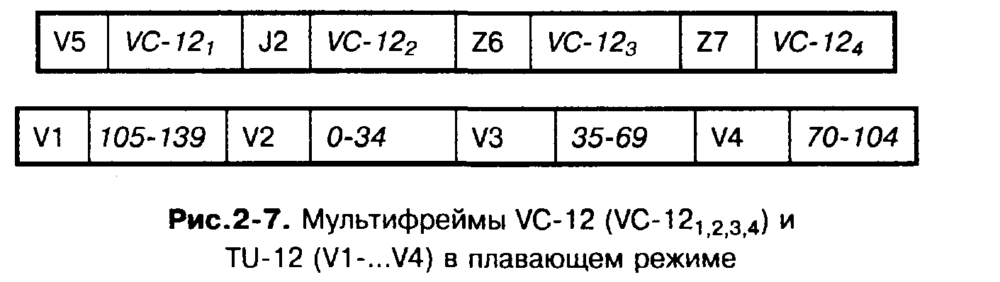 V5 VC-12₁ J2 VC-12₂ Z6 VC-12₃ Z7 VC-12₄
V1 105-139 V2 0-34 V3 35-69 V4 70-104
Рис.2-7. Мультифреймы VC-12 (VC-12₁,₂,₃,₄) и
TU-12 (V1-...V4) в плавающем режиме